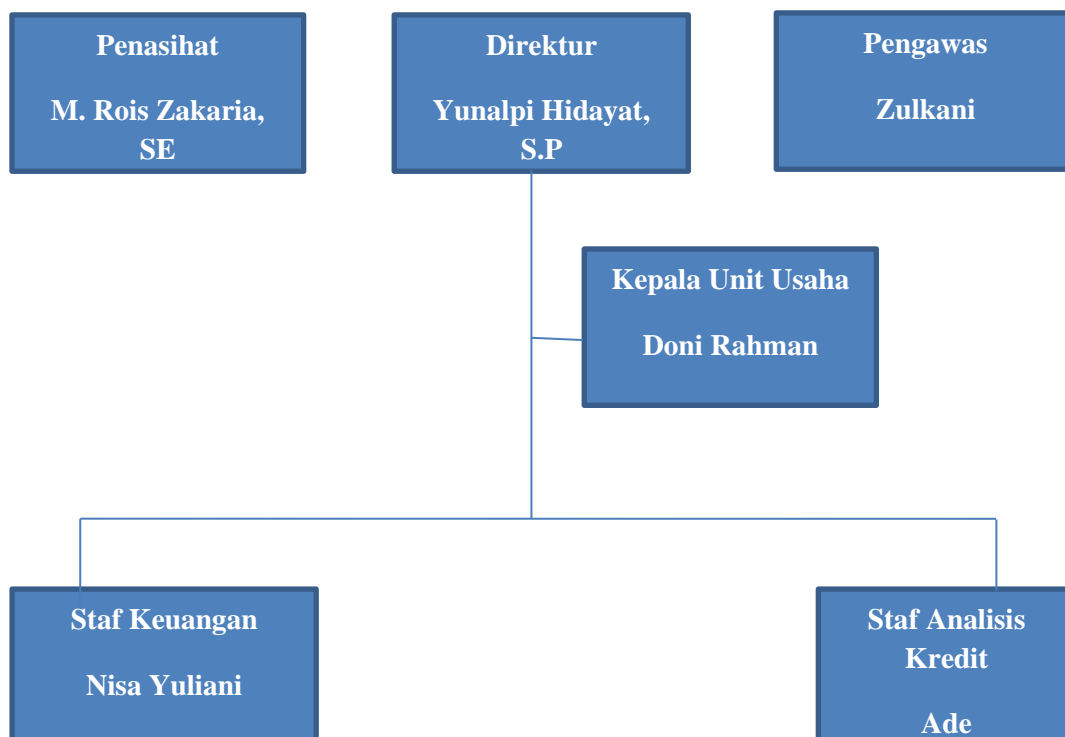 Penasihat
M. Rois Zakaria,
SE
Direktur
Yunalpi Hidayat,
S.P
Pengawas
Zulkani
Kepala Unit Usaha
Doni Rahman
Staf Keuangan
Nisa Yuliani
Staf Analisis
Kredit
Ade